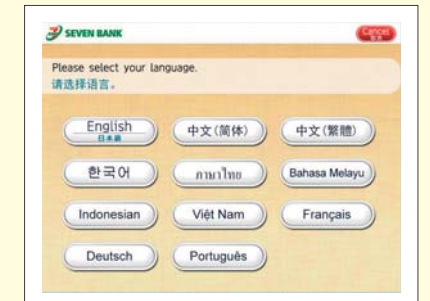 SEVEN BANK
Cancel
取消
Please select your language.
请选择语言。
English
日本語
中文(简体)
中文(繁體)
한국어
ภาษาไทย
Bahasa Melayu
Indonesian
Việt Nam
Français
Deutsch
Português